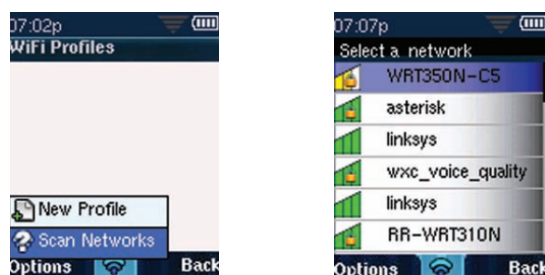 07:02p
WiFi Profiles
New Profile
Scan Networks
Options Back
07:07p
Select a network
WRT350N-C5
asterisk
linksys
wxc_voice_quality
linksys
RR-WRT310N
Options Back